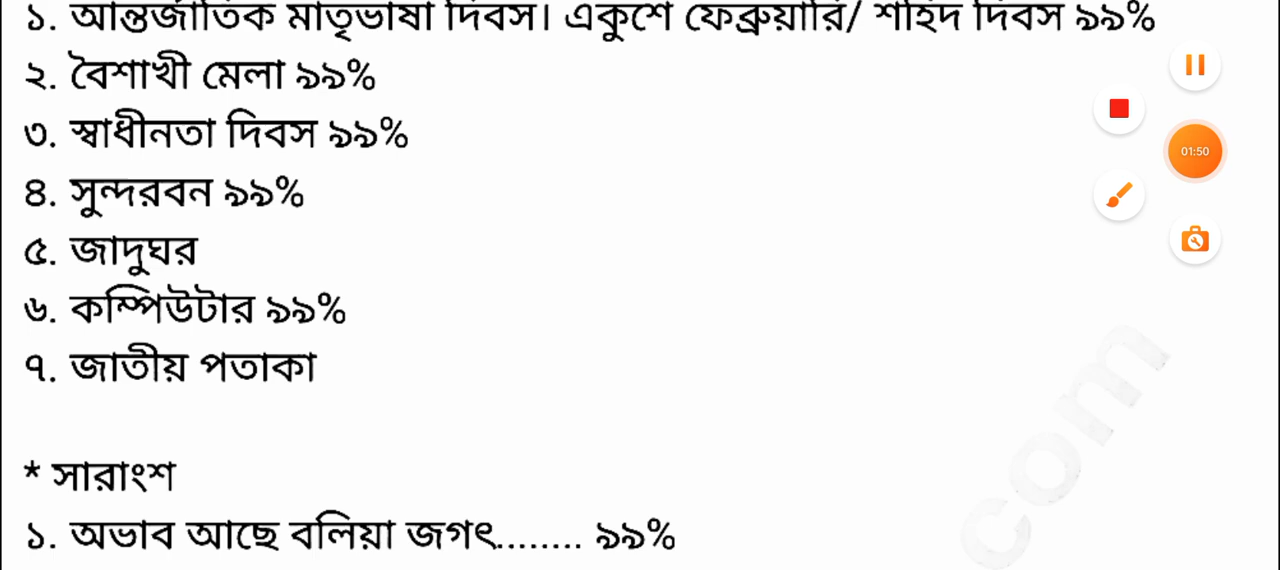 ১. আন্তর্জাতিক মাতৃভাষা দিবস। একুশে ফেব্রুয়ারি/ শহিদ দিবস ৯৯%
২. বৈশাখী মেলা ৯৯%
৩. স্বাধীনতা দিবস ৯৯%
৪. সুন্দরবন ৯৯%
৫. জাদুঘর
৬. কম্পিউটার ৯৯%
৭. জাতীয় পতাকা
* সারাংশ
১. অভাব আছে বলিয়া জগৎ........ ৯৯%
01:50
com